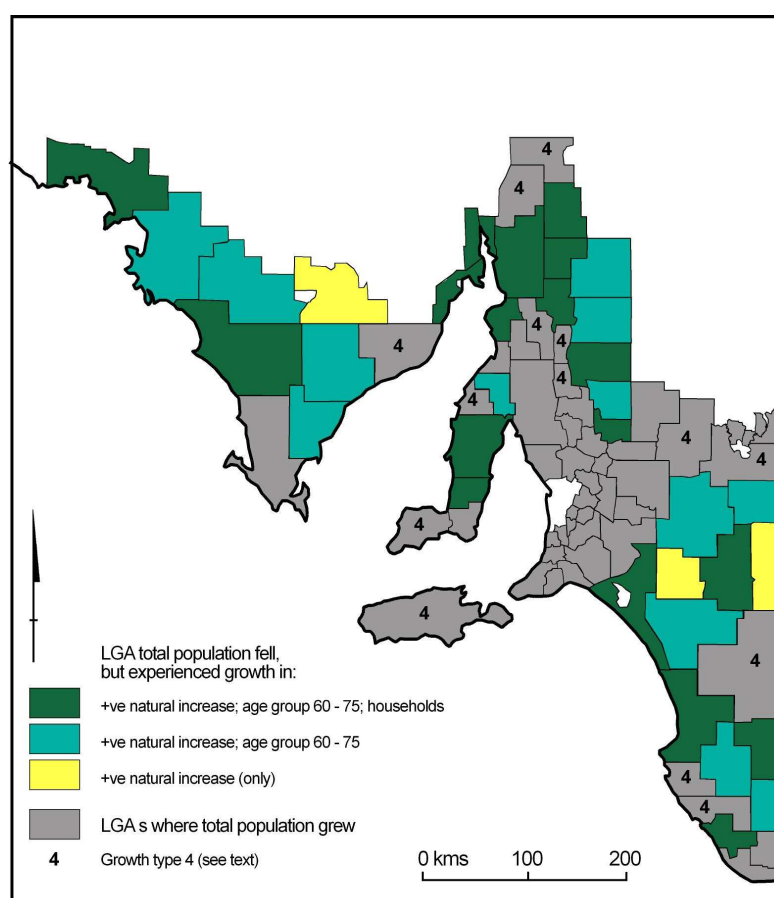 4
4
4
4
4
4
4
4
4
4
4
4
4
4
LGA total population fell,
but experienced growth in:
+ve natural increase; age group 60 - 75; households
+ve natural increase; age group 60 - 75
+ve natural increase (only)
LGA s where total population grew
4 Growth type 4 (see text)
0 kms 100 200